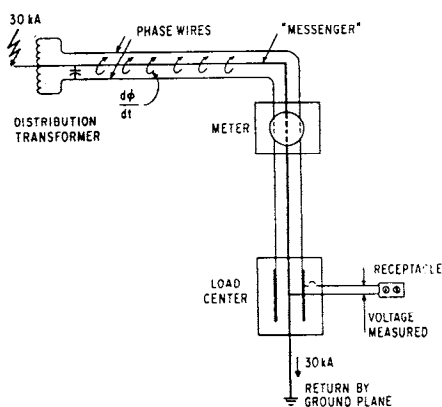 30 kA
PHASE WIRES
"MESSENGER"
dϕ
dt
DISTRIBUTION
TRANSFORMER
METER
LOAD
CENTER
RECEPTACLE
VOLTAGE
MEASURED
30 kA
RETURN BY
GROUND PLANE